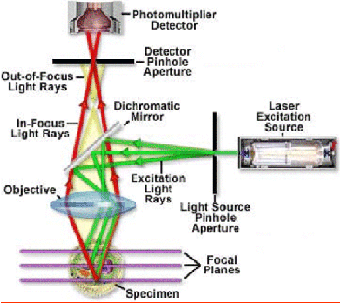 Photomultiplier
Detector
Detector
Pinhole
Aperture
Out-of-Focus
Light Rays
Dichromatic
Mirror
Laser
Excitation
Source
In-Focus
Light Rays
Excitation
Light
Rays
Objective
Light Source
Pinhole
Aperture
Focal
Planes
Specimen